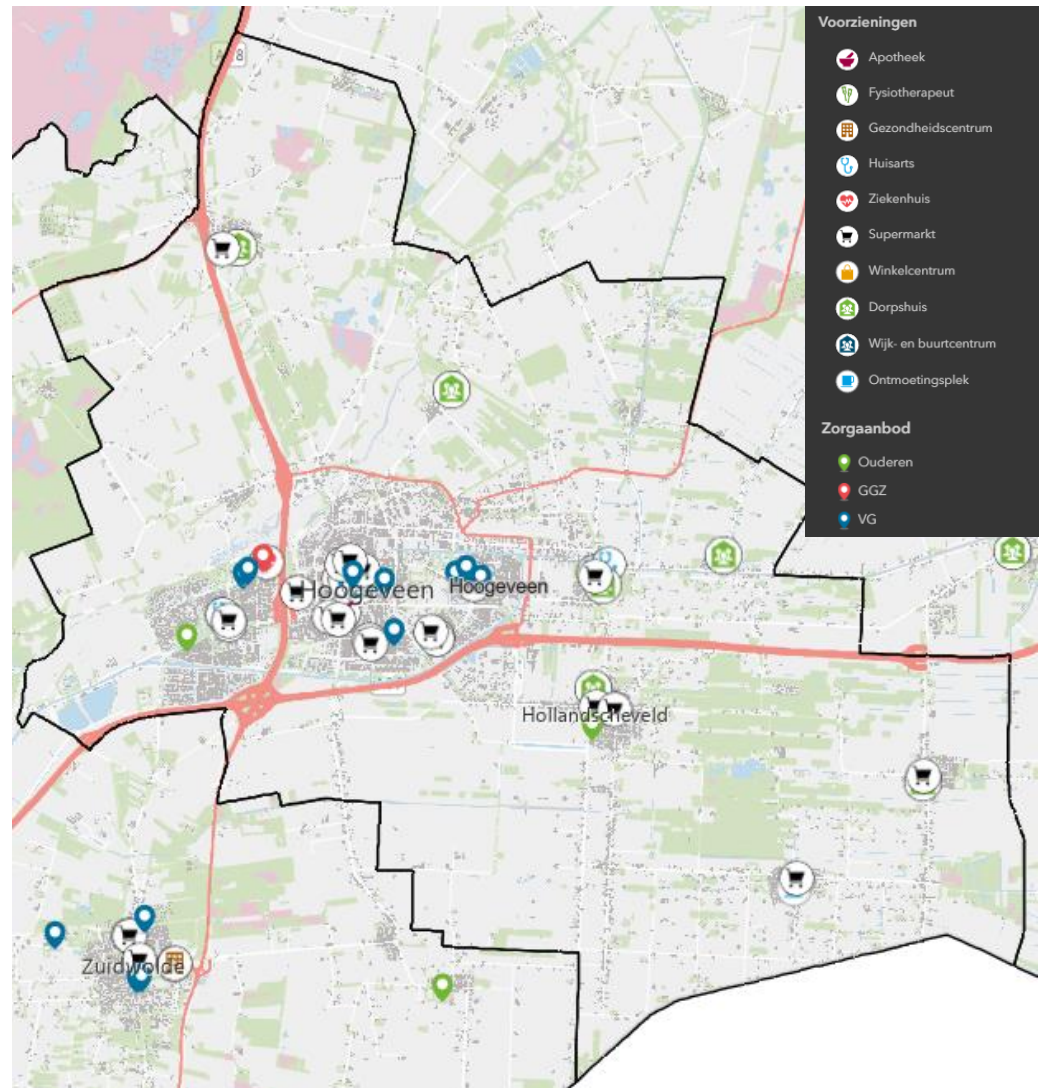 Voorzieningen
Apotheek
Fysiotherapeut
Gezondheidscentrum
Huisarts
Ziekenhuis
Supermarkt
Winkelcentrum
Dorpshuis
Wijk- en buurtcentrum
Ontmoetingsplek
Zorgaanbod
Ouderen
GGZ
VG
Hoogeveen
Hoogeveen
Hollandscheveld
Zuidwolde